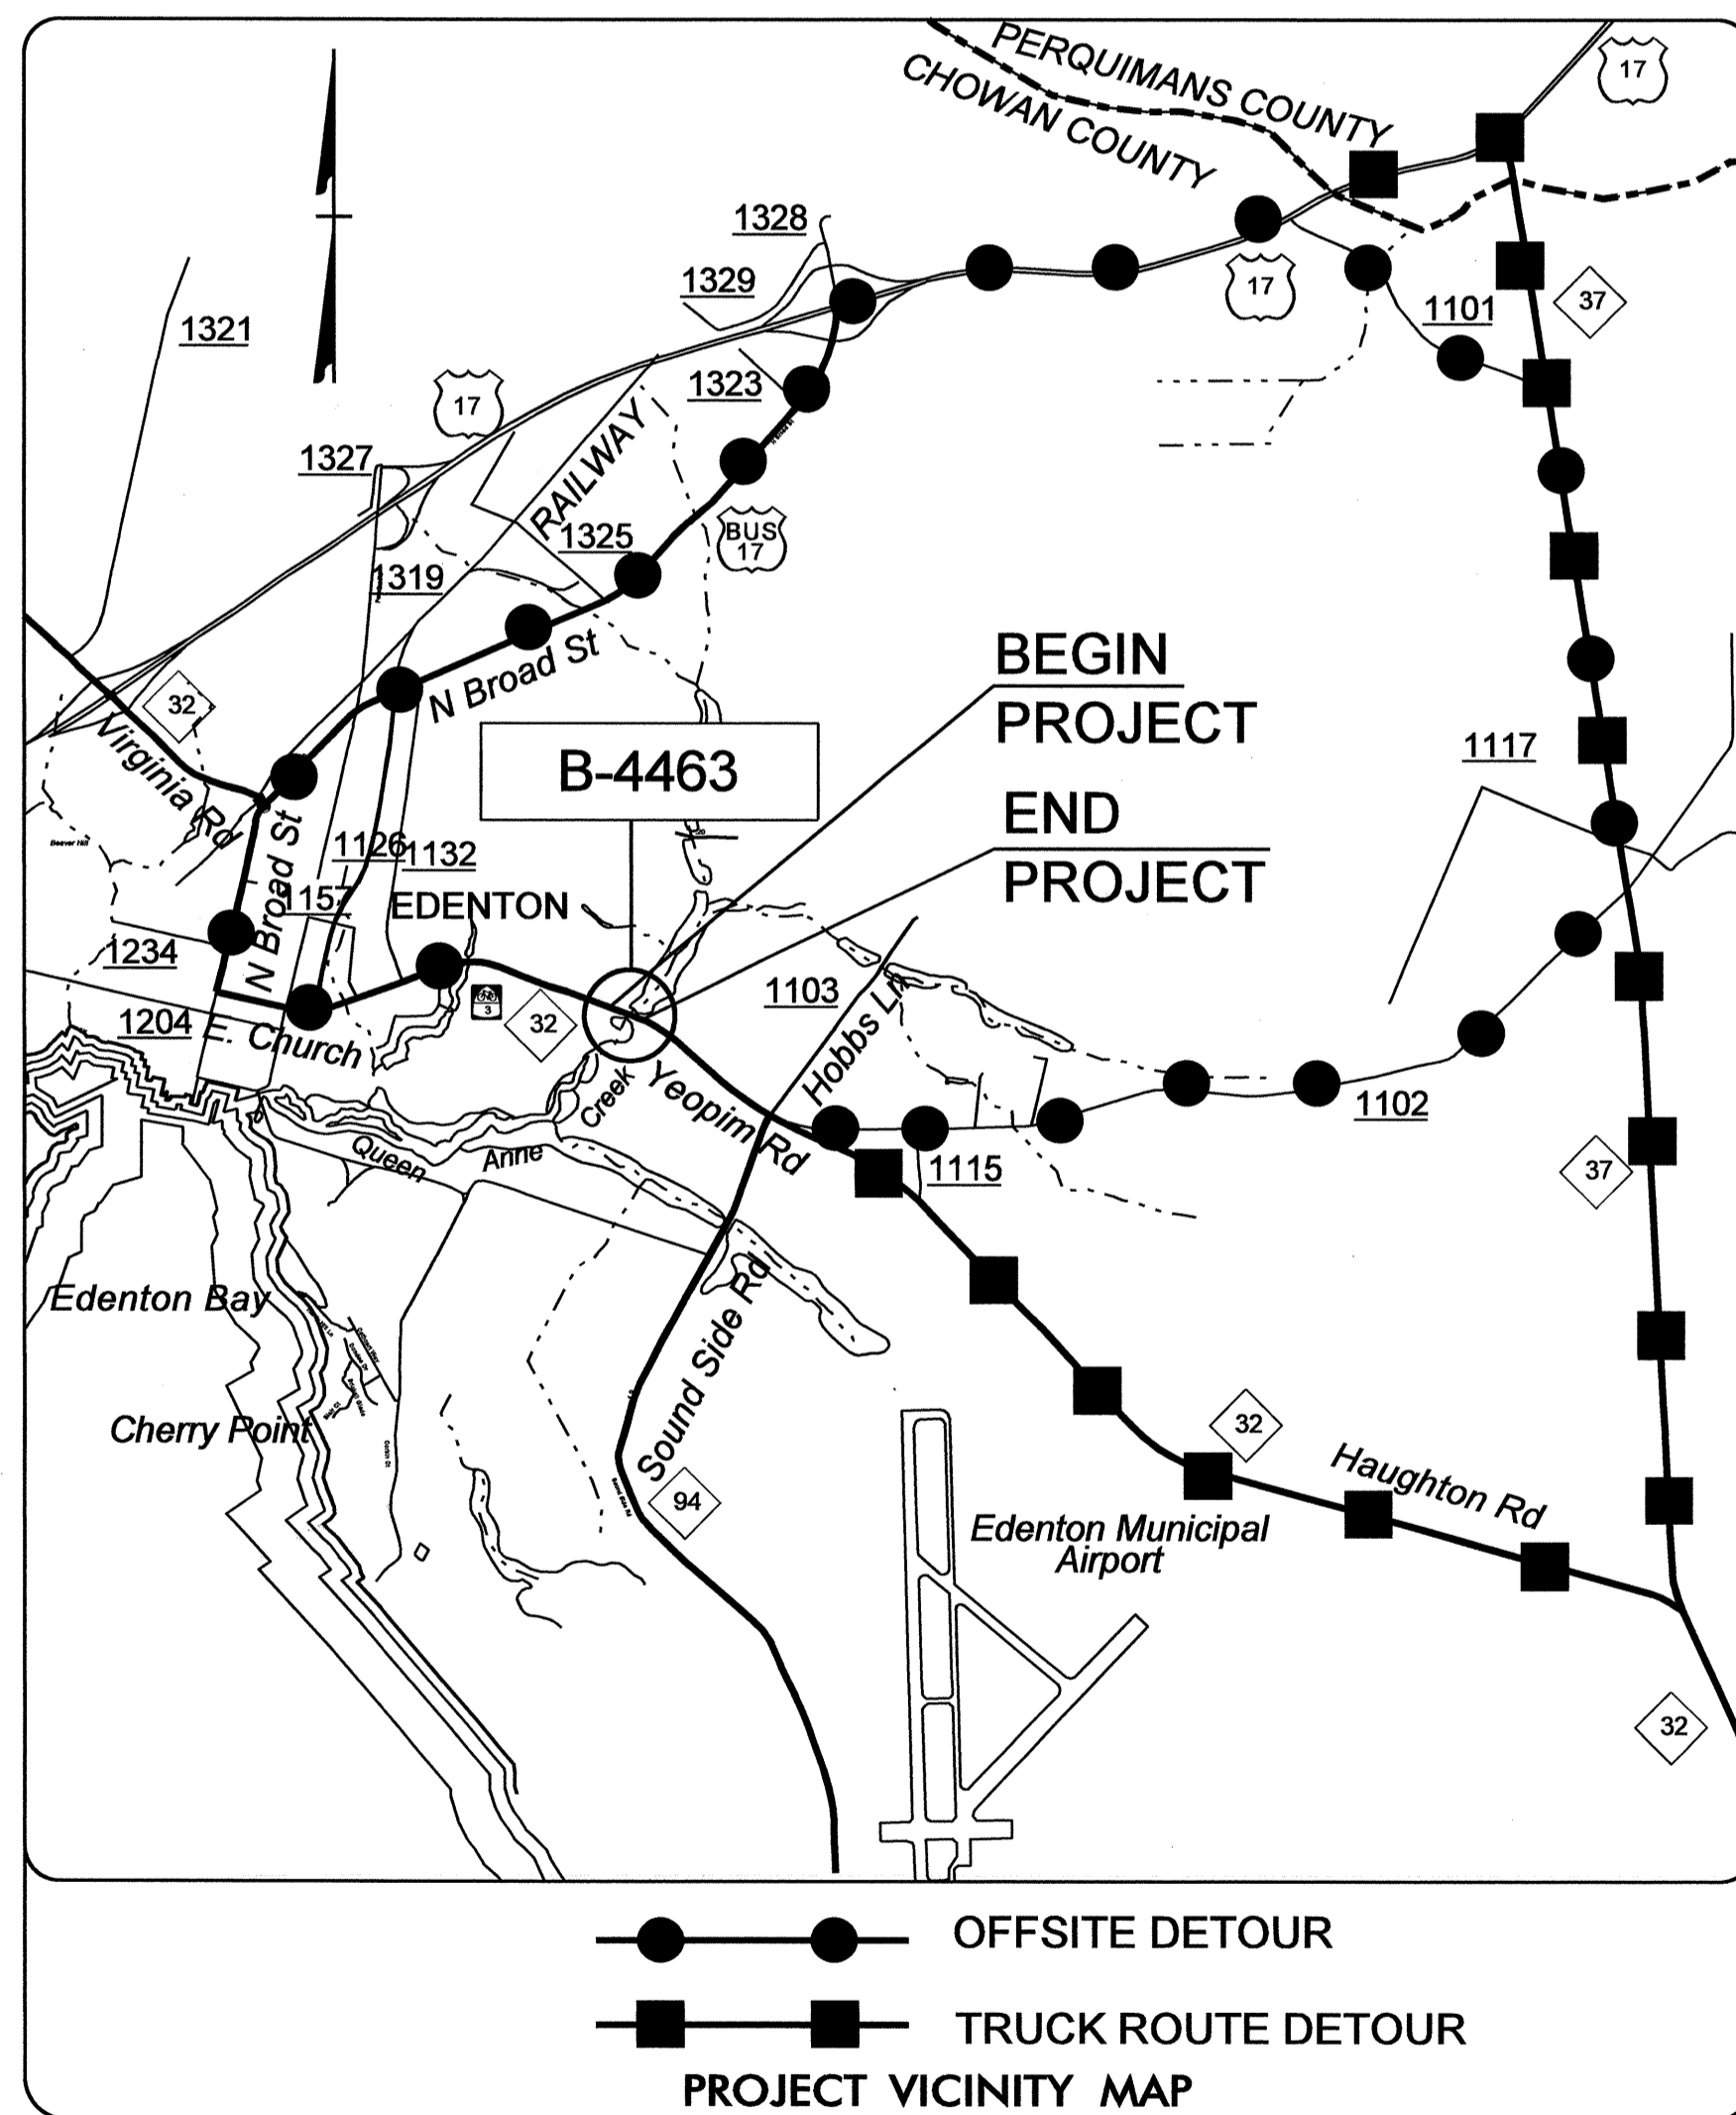 PERQUIMANS COUNTY
CHOWAN COUNTY
17
1328
1329
17
1101
37
1321
17
1323
1327
RAILWAY
1325
BUS
17
1319
N Broad St
32
Virginia Rd
BEGIN
PROJECT
B-4463
END
PROJECT
1117
Beaver Hill
N Broad St
1126
1132
1157
EDENTON
1234
1204
E. Church
3
32
1103
Hobbs Ln
Creek
Yeopim Rd
1102
1115
37
Queen
Anne
Edenton Bay
Cherry Point
Sound Side Rd
94
32
Haughton Rd
Edenton Municipal
Airport
32
OFFSITE DETOUR
TRUCK ROUTE DETOUR
PROJECT VICINITY MAP